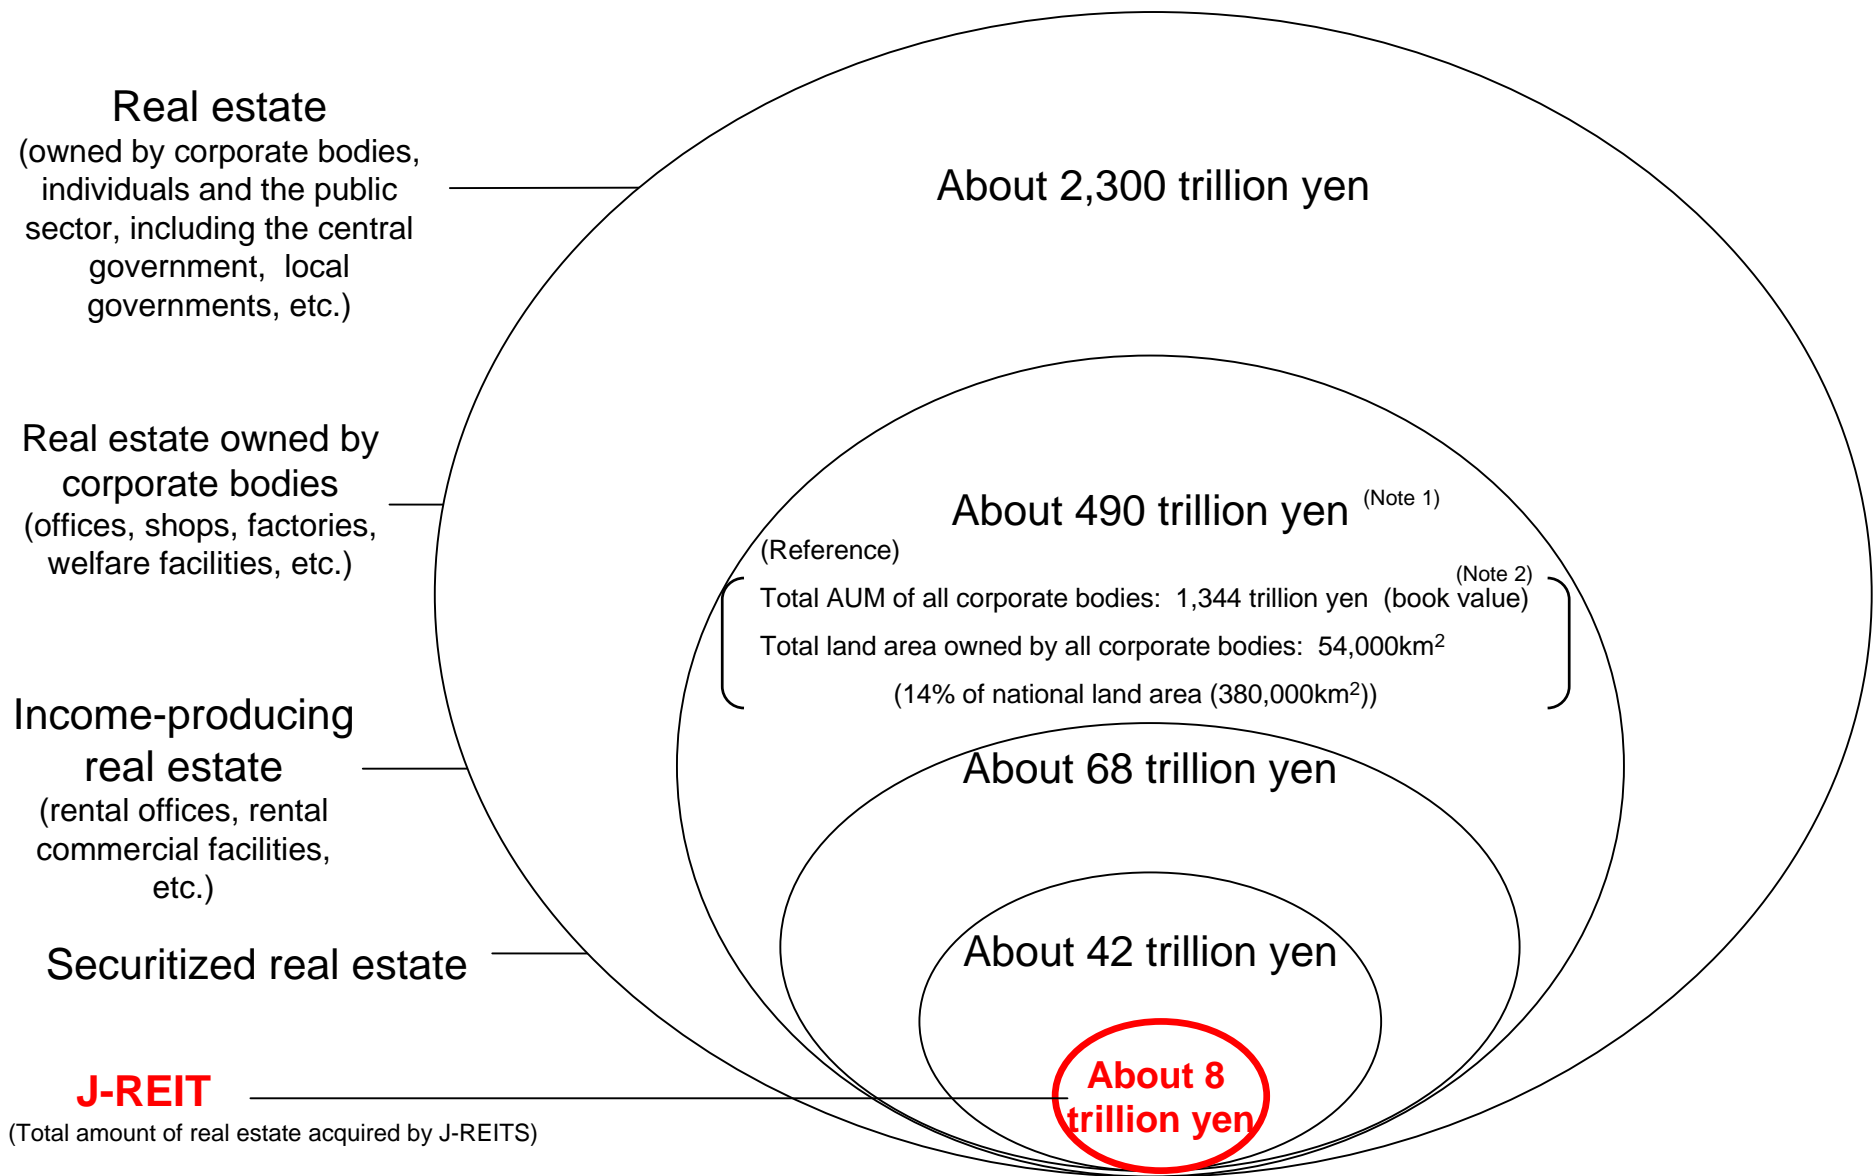 Real estate
(owned by corporate bodies,
individuals and the public
sector, including the central
government, local
governments, etc.)
About 2,300 trillion yen
Real estate owned by
corporate bodies
(offices, shops, factories,
welfare facilities, etc.)
About 490 trillion yen (Note 1)
(Reference)
(Note 2)
Total AUM of all corporate bodies: 1,344 trillion yen (book value)
Total land area owned by all corporate bodies: 54,000km²
(14% of national land area (380,000km²))
Income-producing
real estate
(rental offices, rental
commercial facilities,
etc.)
About 68 trillion yen
Securitized real estate
About 42 trillion yen
J-REIT
(Total amount of real estate acquired by J-REITS)
About 8
trillion yen